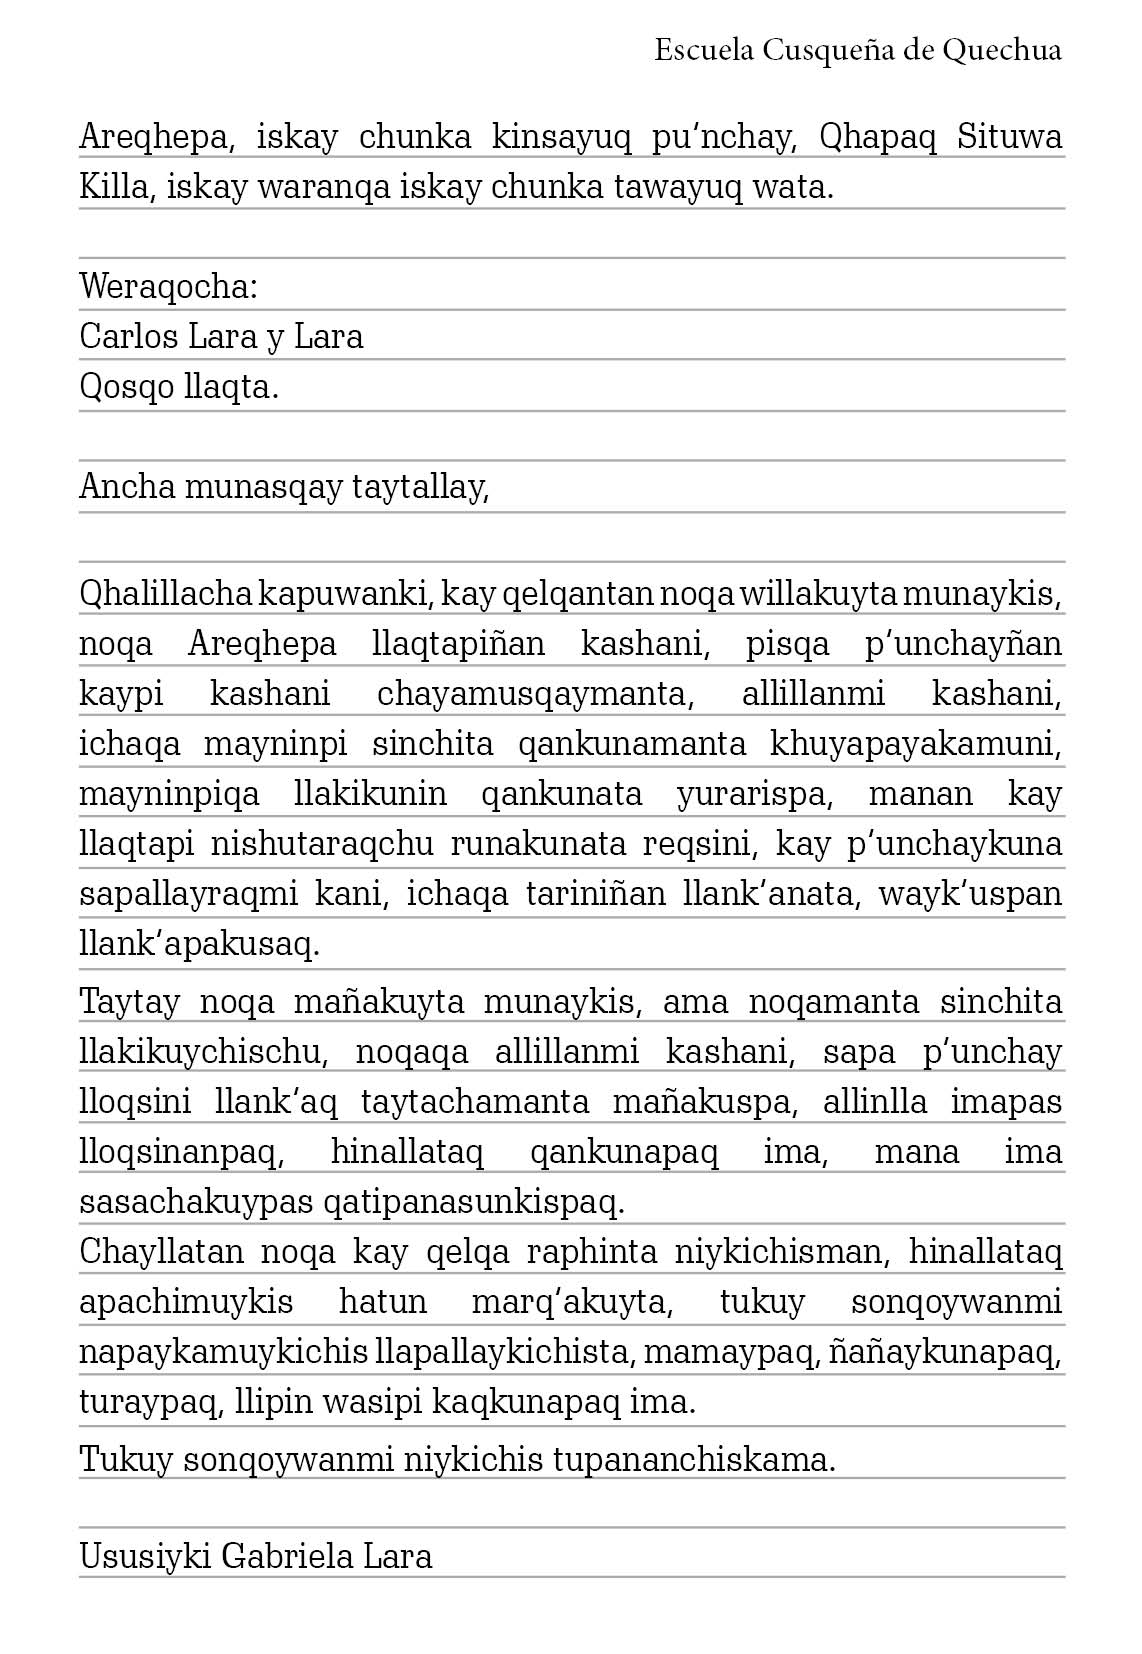 Escuela Cusqueña de Quechua
Areqhepa, iskay chunka kinsayuq pu‘nchay, Qhapaq Situwa
Killa, iskay waranqa iskay chunka tawayuq wata.
Weraqocha:
Carlos Lara y Lara
Qosqo llaqta.
Ancha munasqay taytallay,
Qhalillacha kapuwanki, kay qelqantan noqa willakuyta munaykis,
noqa Areqhepa llaqtapiñan kashani, pisqa p‘unchayñan
kaypi kashani chayamusqaymanta, allillanmi kashani,
ichaqa mayninpi sinchita qankunamanta khuyapayakamuni,
mayninpiqa llakikunin qankunata yurarispa, manan kay
llaqtapi nishutaraqchu runakunata reqsini, kay p‘unchaykuna
sapallayraqmi kani, ichaqa tariniñan llank‘anata, wayk‘uspan
llank‘apakusaq.
Taytay noqa mañakuyta munaykis, ama noqamanta sinchita
llakikuychischu, noqaqa allillanmi kashani, sapa p‘unchay
lloqsini llank‘aq taytachamanta mañakuspa, allinlla imapas
lloqsinanpaq, hinallataq qankunapaq ima, mana ima
sasachakuypas qatipanasunkispaq.
Chayllatan noqa kay qelqa raphinta niykichisman, hinallataq
apachimuykis hatun marq’akuyta, tukuy sonqoywanmi
napaykamuykichis llapallaykichista, mamaypaq, ñañaykunapaq,
turaypaq, llipin wasipi kaqkunapaq ima.
Tukuy sonqoywanmi niykichis tupananchiskama.
Ususiyki Gabriela Lara